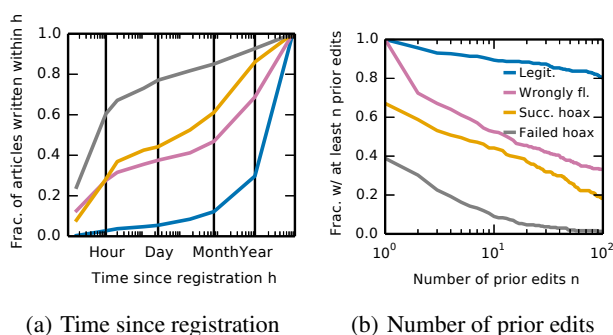 Frac. of articles written within h
1.0
0.8
0.6
0.4
0.2
0.0
Hour Day Month Year
Time since registration h
(a) Time since registration
Frac. w/ at least n prior edits
1.0
0.8
0.6
0.4
0.2
0.0
Legit.
Wrongly fl.
Succ. hoax
Failed hoax
10^0 10^1 10^2
Number of prior edits n
(b) Number of prior edits